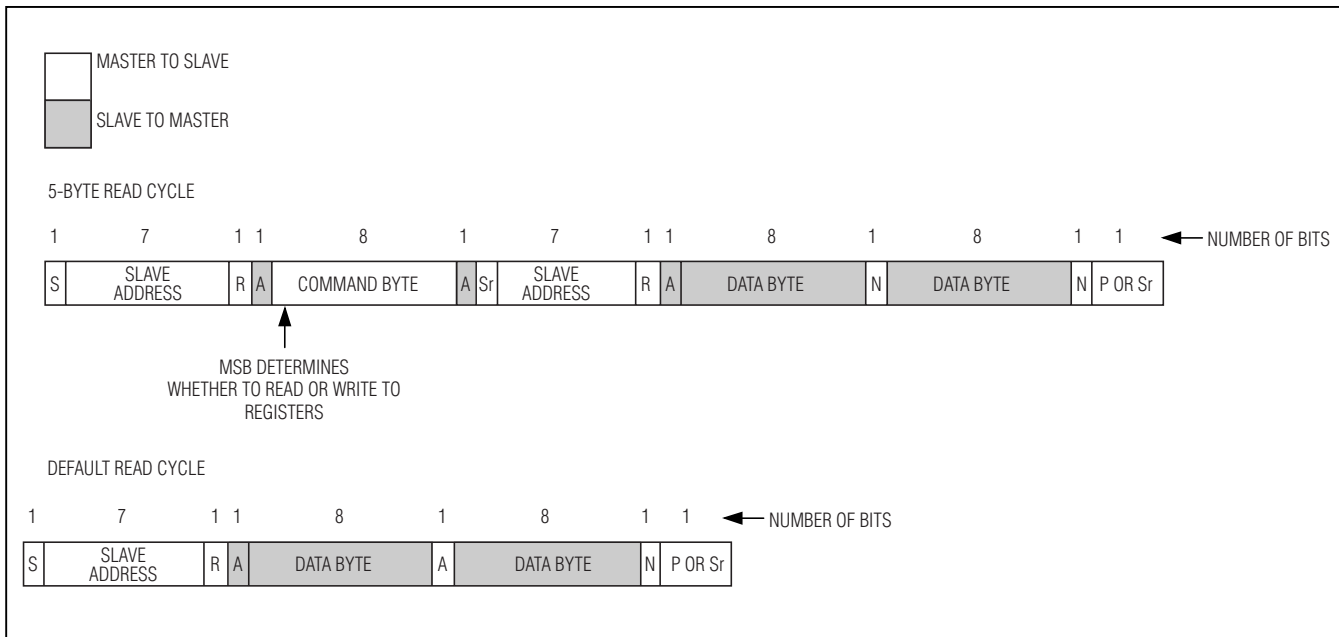 MASTER TO SLAVE
SLAVE TO MASTER
5-BYTE READ CYCLE
1 7 1 1 8 1 7 1 1 8 1 8 1 1 NUMBER OF BITS
S SLAVE ADDRESS R A COMMAND BYTE A Sr SLAVE ADDRESS R A DATA BYTE N DATA BYTE N P OR Sr
MSB DETERMINES
WHETHER TO READ OR WRITE TO
REGISTERS
DEFAULT READ CYCLE
1 7 1 1 8 1 8 1 1 NUMBER OF BITS
S SLAVE ADDRESS R A DATA BYTE A DATA BYTE N P OR Sr